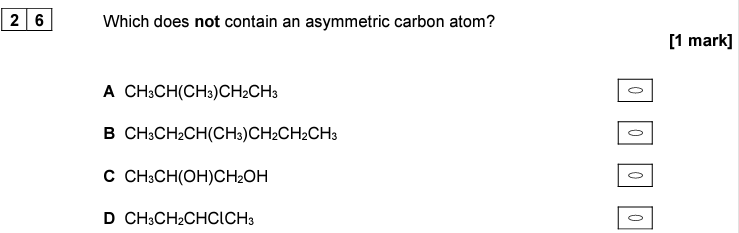 2 6 Which does not contain an asymmetric carbon atom?
[1 mark]
A CH₃CH(CH₃)CH₂CH₃
B CH₃CH₂CH(CH₃)CH₂CH₂CH₃
C CH₃CH(OH)CH₂OH
D CH₃CH₂CHClCH₃